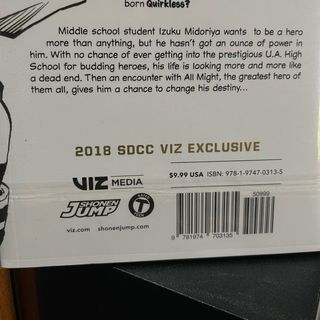 born Quirkless?
Middle school student Izuku Midoriya wants to be a hero
more than anything, but he hasn't got an ounce of power in
him. With no chance of ever getting into the prestigious U.A. High
School for budding heroes, his life is looking more and more like
a dead end. Then an encounter with All Might, the greatest hero of
them all, gives him a chance to change his destiny...
2018 SDCC VIZ EXCLUSIVE
$9.99 USA ISBN: 978-1-9747-0313-5
VIZ MEDIA
50999
SHONEN
JUMP
T
viz.com shonenjump.com
9 781974 703135